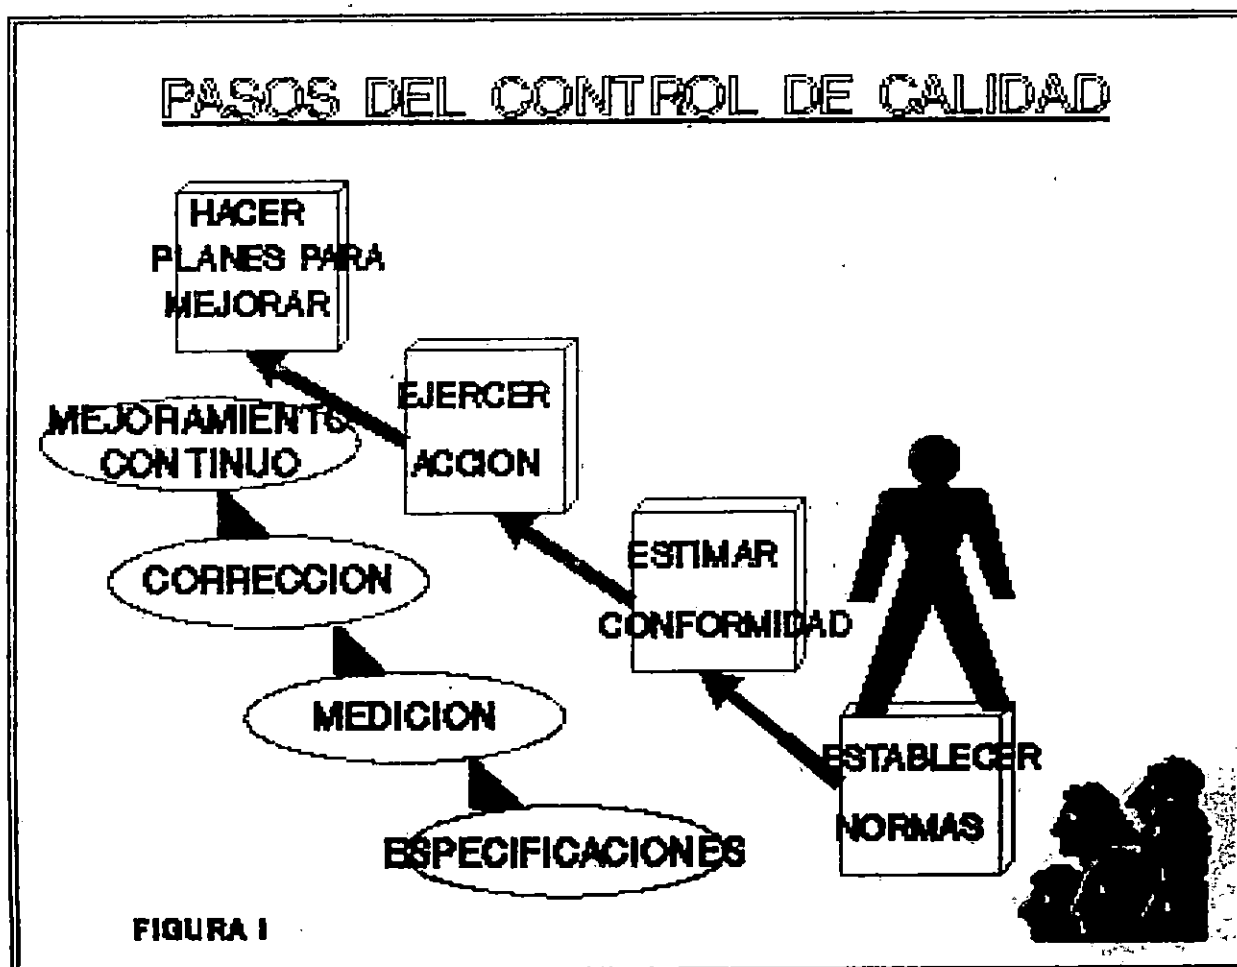 PASOS DEL CONTROL DE CALIDAD
HACER
PLANES PARA
MEJORAR
EJERCER
ACCION
MEJORAMIENTO
CONTINUO
ESTIMAR
CONFORMIDAD
CORRECCION
MEDICION
ESTABLECER
NORMAS
ESPECIFICACIONES
FIGURA I